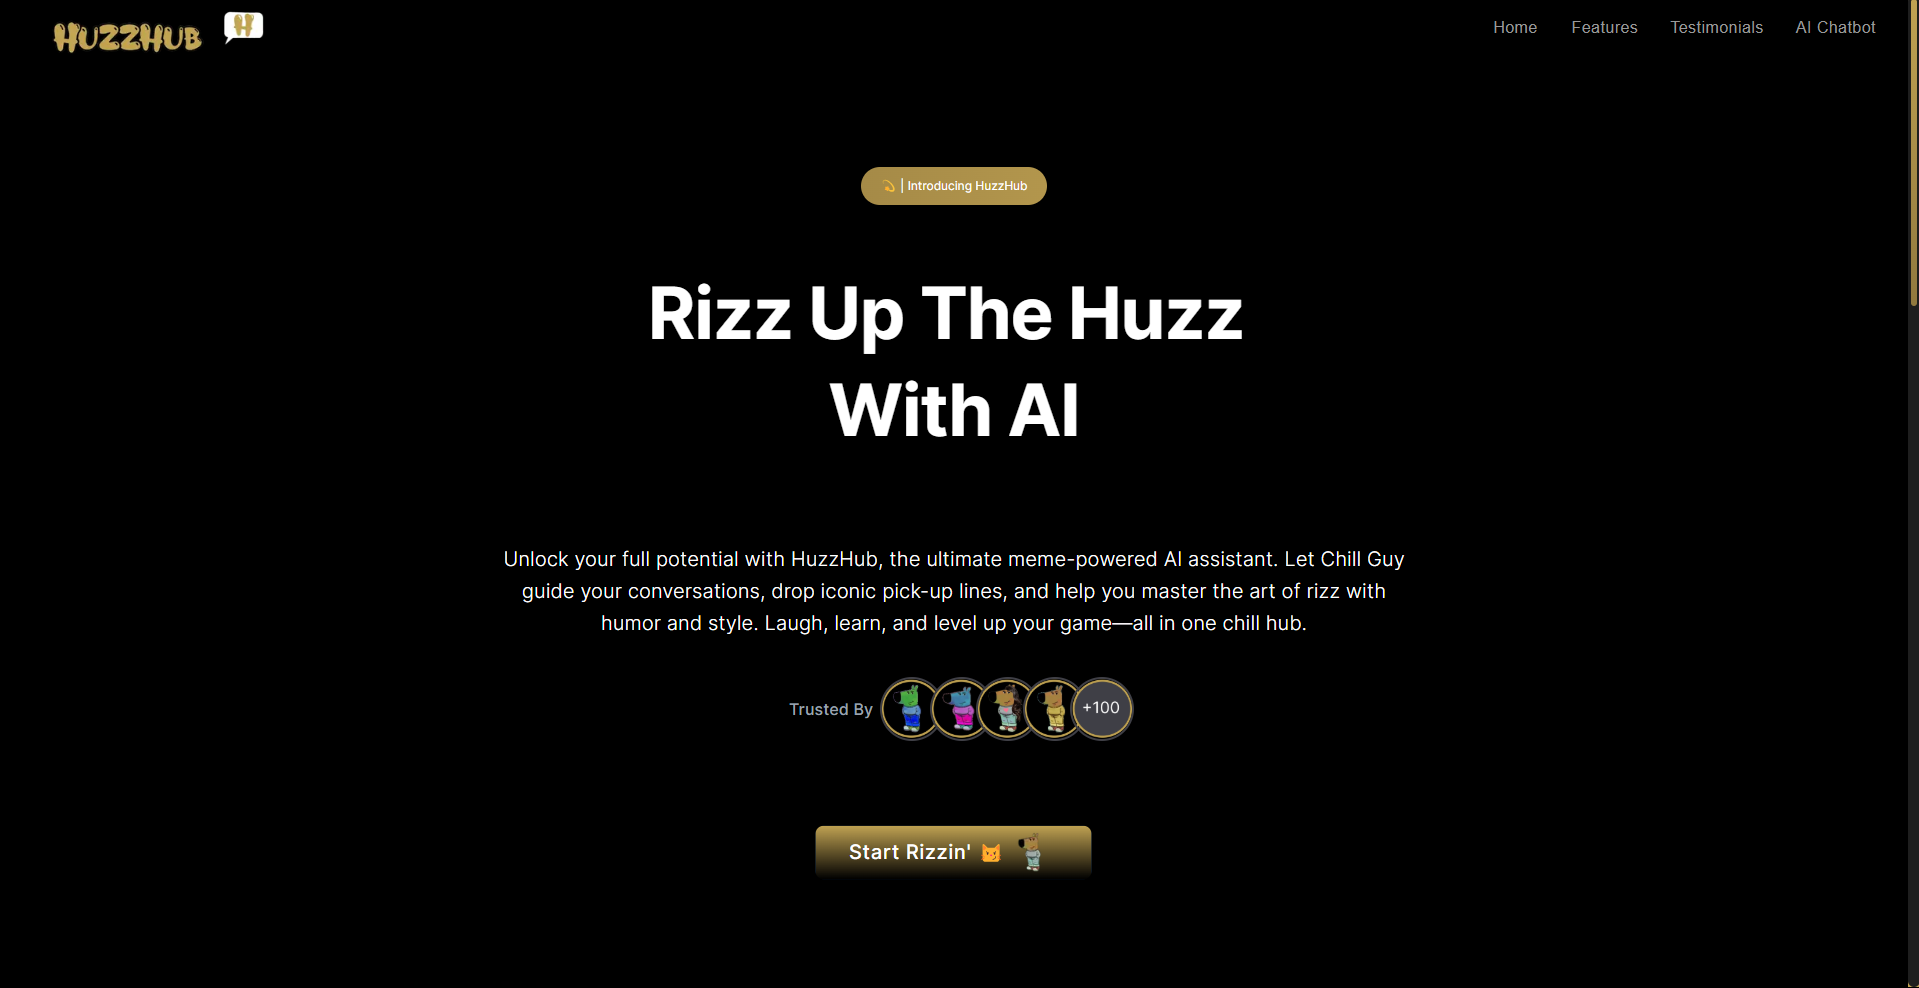 HUZZHUB
H
Home Features Testimonials AI Chatbot
| Introducing HuzzHub
Rizz Up The Huzz
With AI
Unlock your full potential with HuzzHub, the ultimate meme-powered AI assistant. Let Chill Guy
guide your conversations, drop iconic pick-up lines, and help you master the art of rizz with
humor and style. Laugh, learn, and level up your game—all in one chill hub.
Trusted By +100
Start Rizzin'